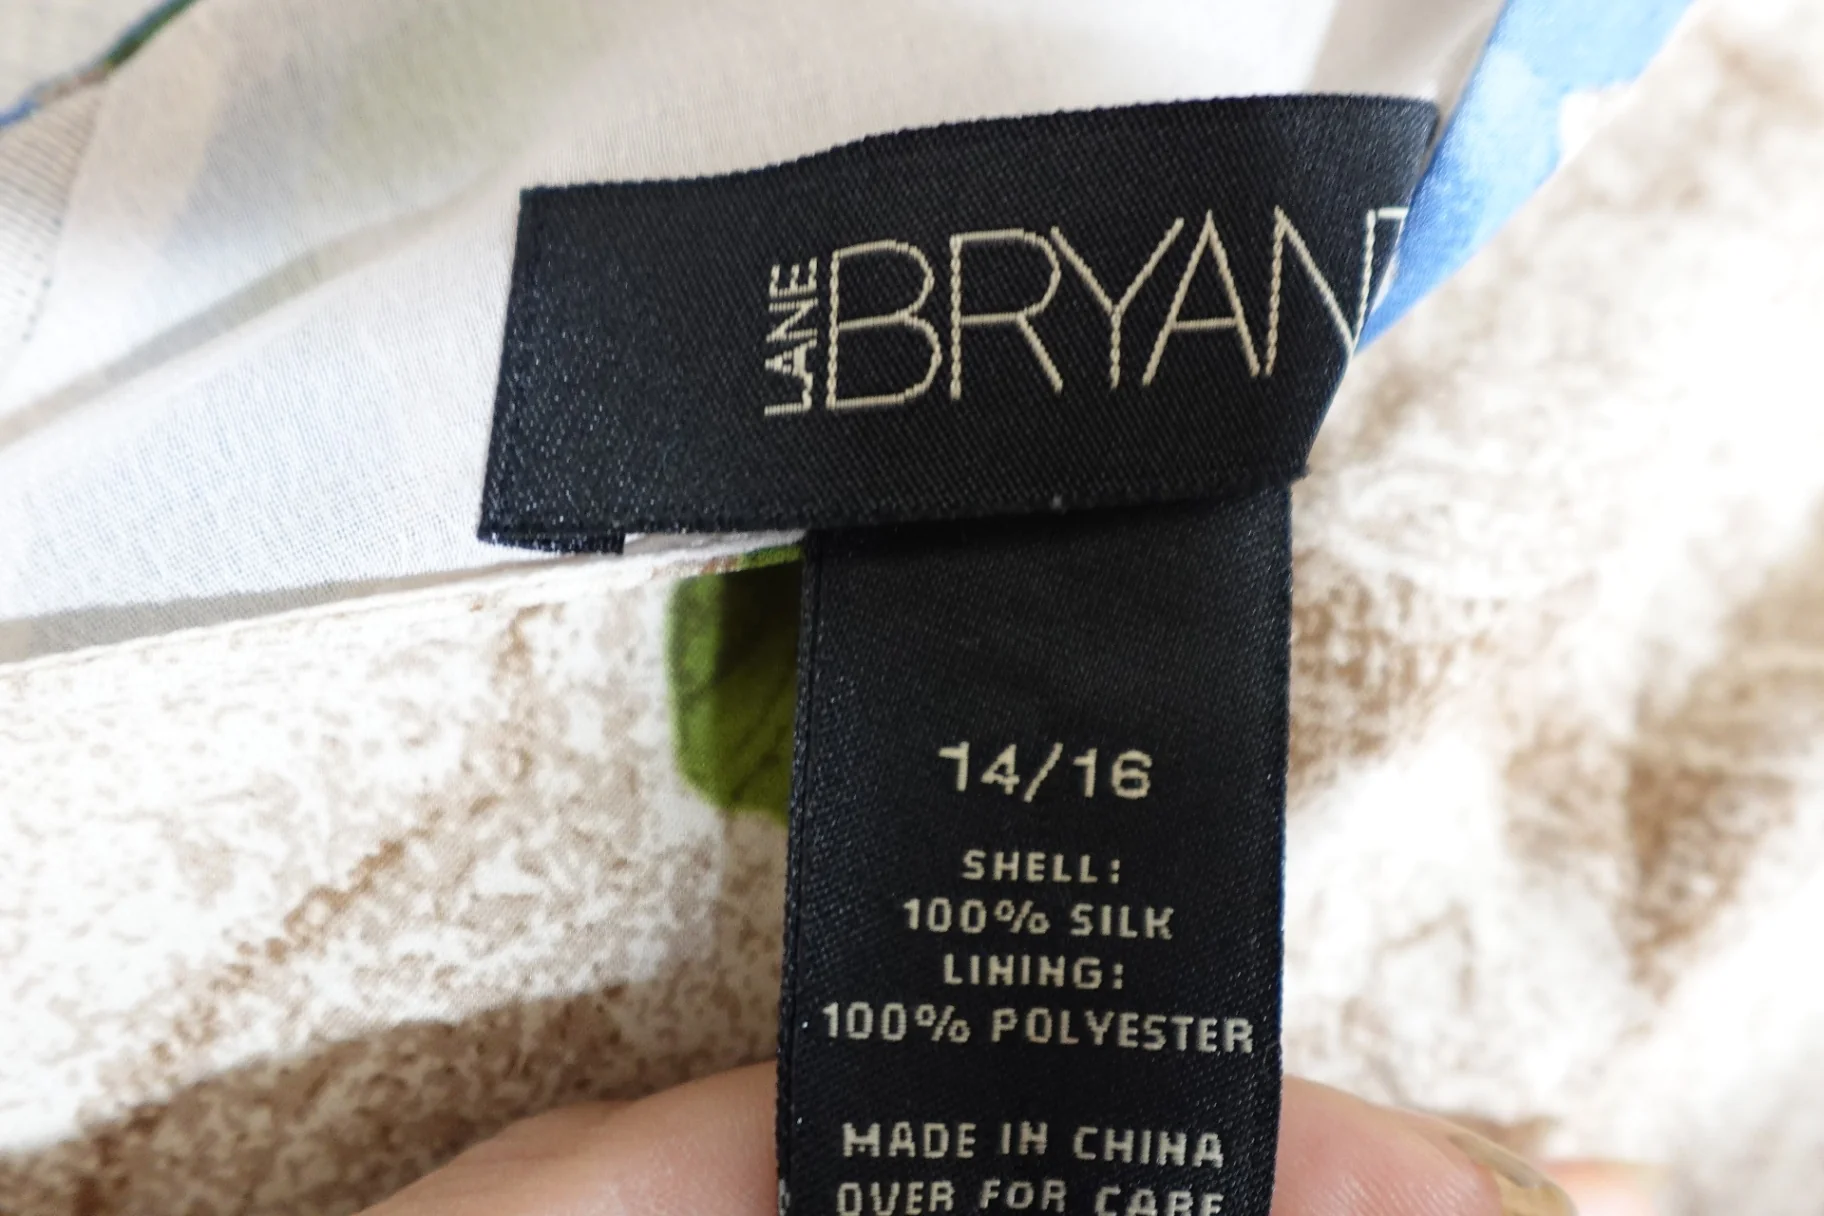 LANE BRYANT
14/16
SHELL:
100% SILK
LINING:
100% POLYESTER
MADE IN CHINA
OVER FOR CARE